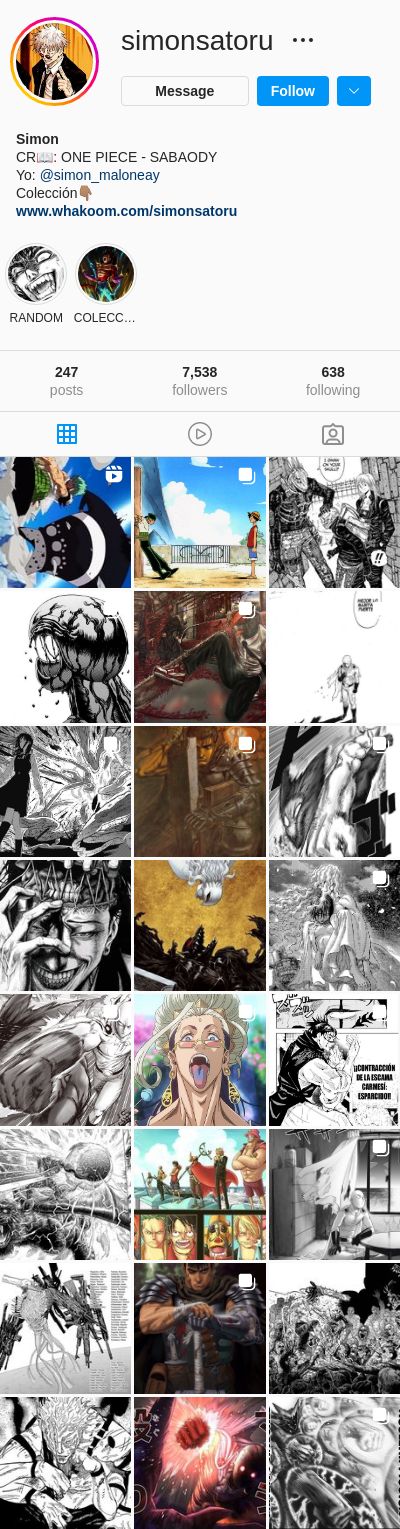 simonsatoru
Message
Follow
Simon
CR📖: ONE PIECE - SABAODY
Yo: @simon_maloneay
Colección👇🏽
www.whakoom.com/simonsatoru
RANDOM
COLECC…
247
7,538
638
posts
followers
following
¡¡CONTRACCIÓN
DE LA ESCAMA
CARMESÍ:
ESPARCIDO!!